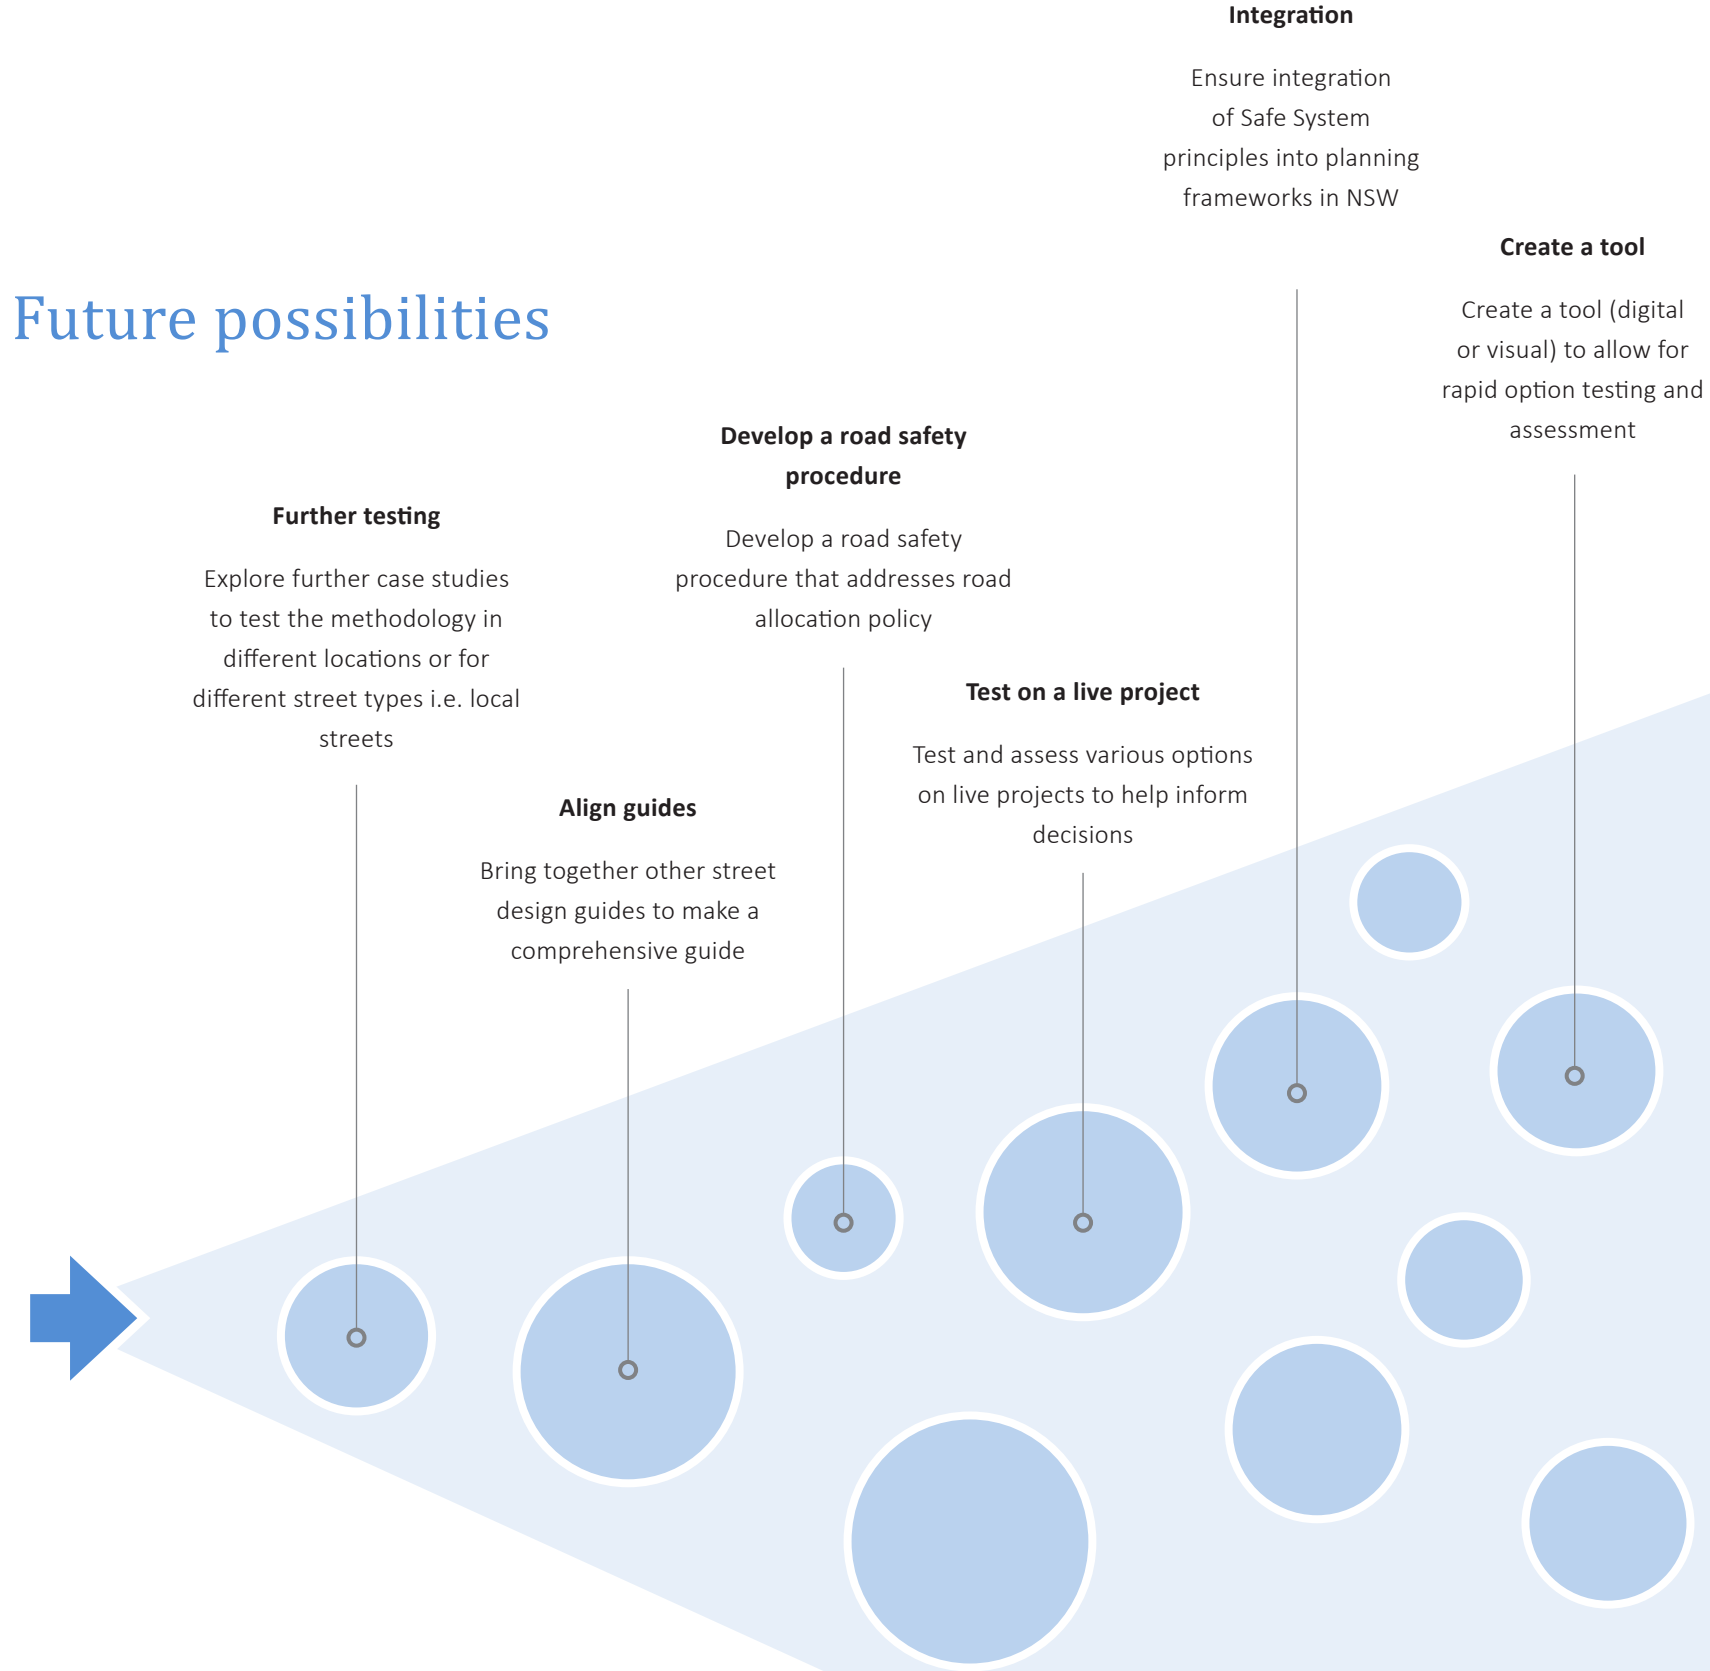 Future possibilities
Further testing
Explore further case studies
to test the methodology in
different locations or for
different street types i.e. local
streets
Align guides
Bring together other street
design guides to make a
comprehensive guide
Develop a road safety
procedure
Develop a road safety
procedure that addresses road
allocation policy
Test on a live project
Test and assess various options
on live projects to help inform
decisions
Integration
Ensure integration
of Safe System
principles into planning
frameworks in NSW
Create a tool
Create a tool (digital
or visual) to allow for
rapid option testing and
assessment